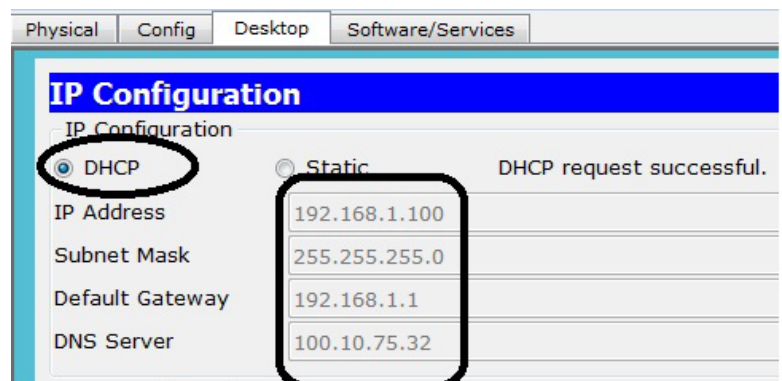 Physical Config Desktop Software/Services
IP Configuration
IP Configuration
DHCP Static DHCP request successful.
IP Address 192.168.1.100
Subnet Mask 255.255.255.0
Default Gateway 192.168.1.1
DNS Server 100.10.75.32